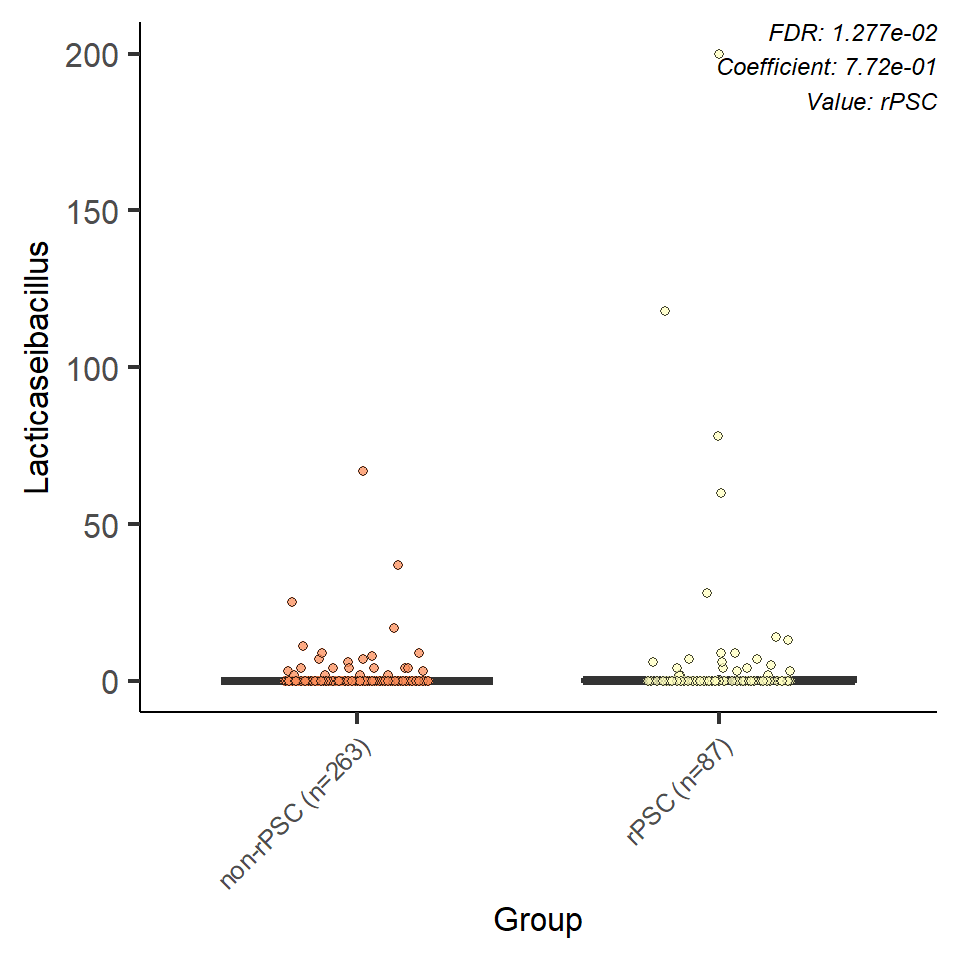 FDR: 1.277e-02
Coefficient: 7.72e-01
Value: rPSC
200
150
100
50
0
Lacticaseibacillus
non-rPSC (n=263)
rPSC (n=87)
Group